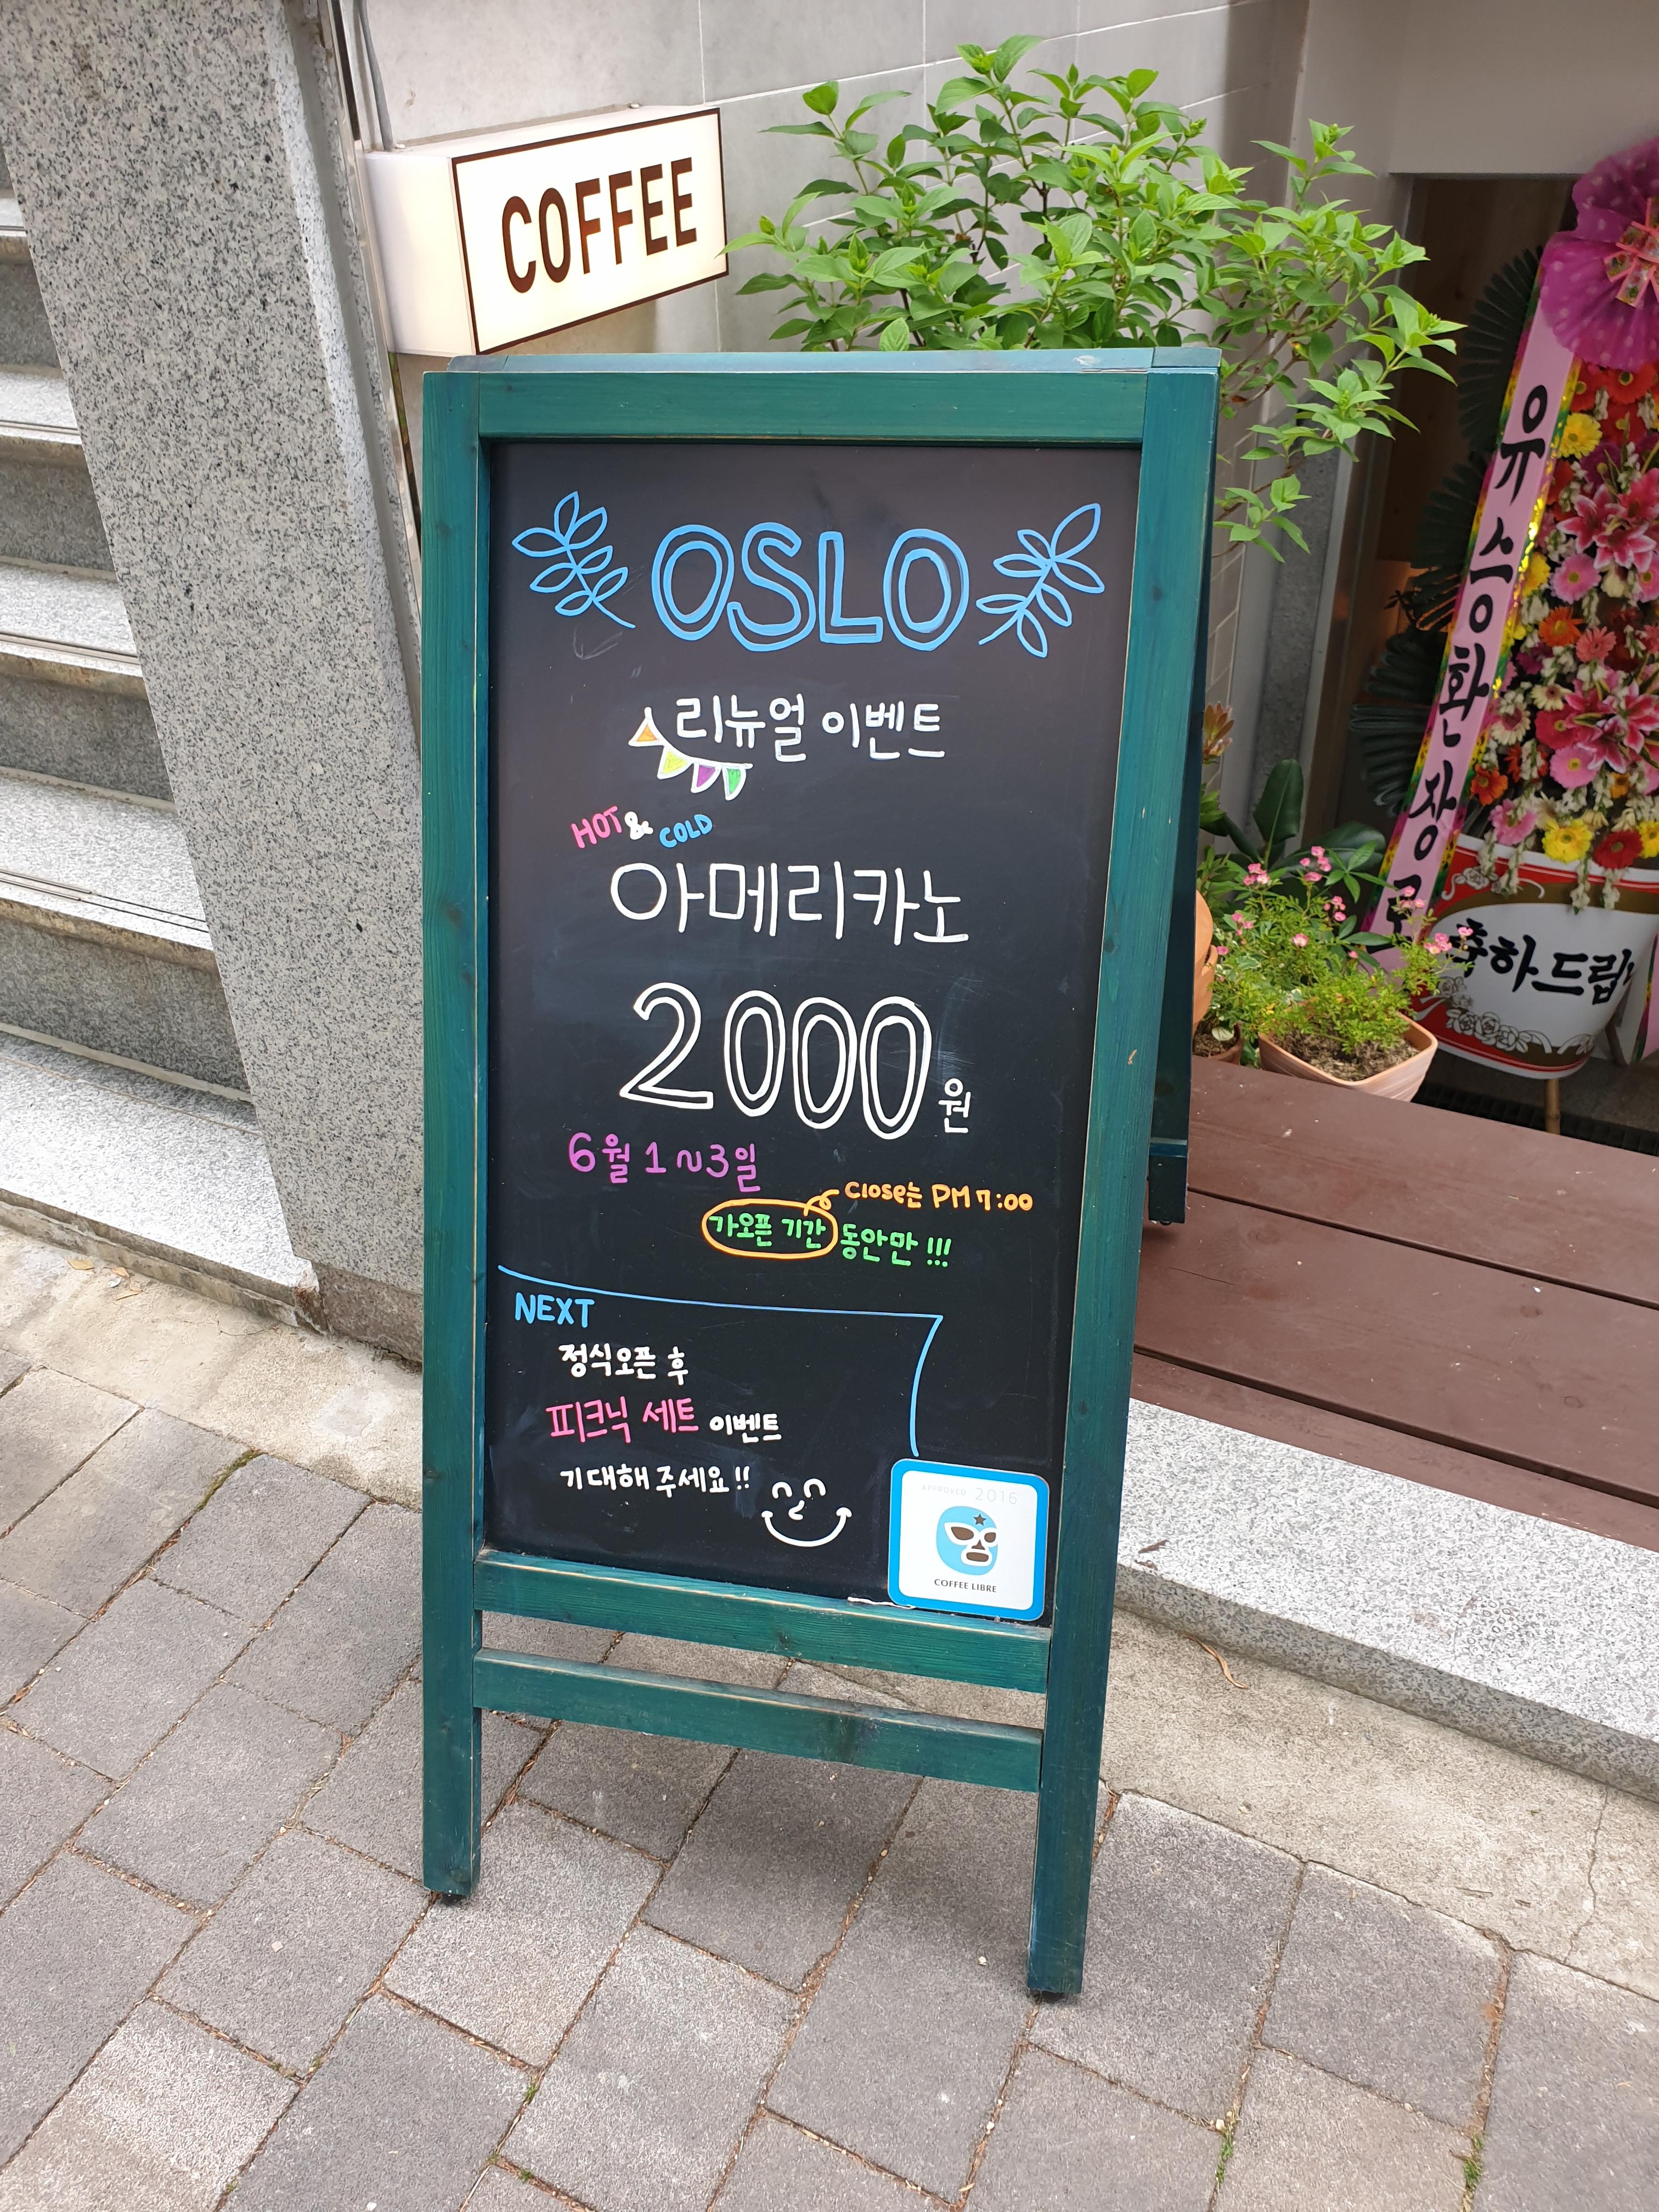 COFFEE
OSLO
리뉴얼 이벤트
HOT & COLD
아메리카노
2000원
6월 1~3일
Close는 PM 7:00
가오픈 기간 동안만 !!!
NEXT
정식오픈 후
피크닉 세트 이벤트
기대해 주세요!!
APPROVED 2016
COFFEE LIBRE
유승환 장로
축하드립니